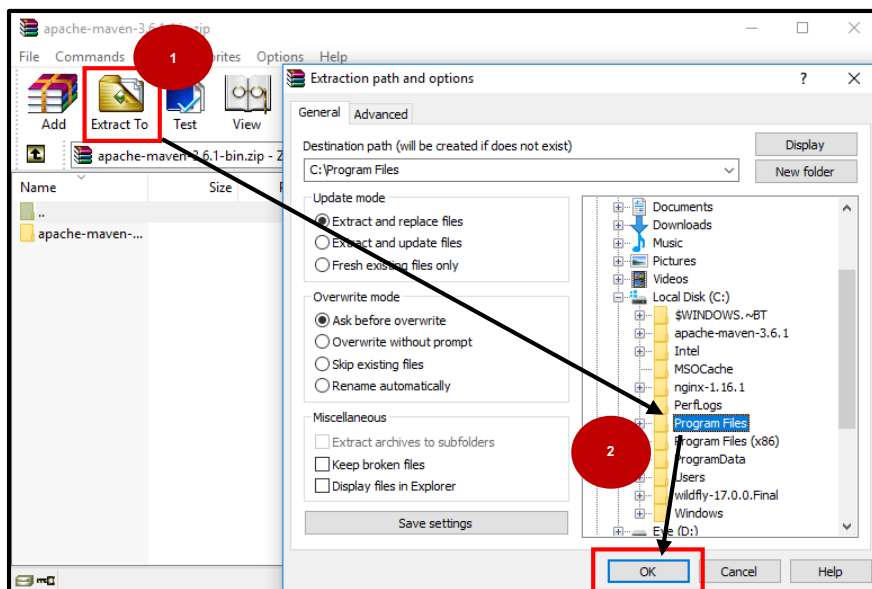 apache-maven-3.6.1-bin.zip
File Commands Favorites Options Help
1
Add Extract To Test View
apache-maven-3.6.1-bin.zip - Z
Name Size
..
apache-maven-...
Extraction path and options
? X
General Advanced
Destination path (will be created if does not exist)
C:\Program Files
Display
New folder
Update mode
Extract and replace files
Extract and update files
Fresh existing files only
Overwrite mode
Ask before overwrite
Overwrite without prompt
Skip existing files
Rename automatically
Miscellaneous
Extract archives to subfolders
Keep broken files
Display files in Explorer
Save settings
Documents
Downloads
Music
Pictures
Videos
Local Disk (C:)
$WINDOWS.~BT
apache-maven-3.6.1
Intel
MSOCache
nginx-1.16.1
PerfLogs
Program Files
Program Files (x86)
ProgramData
Users
wildfly-17.0.0.Final
Windows
Eye (D:)
2
OK Cancel Help